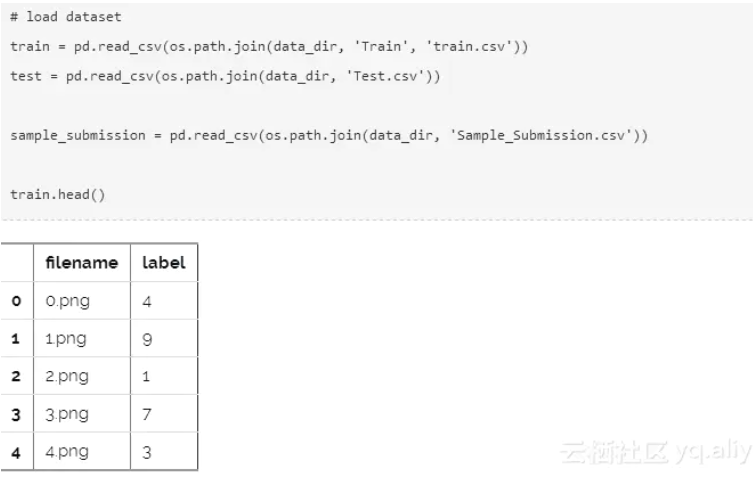 # load dataset
train = pd.read_csv(os.path.join(data_dir, 'Train', 'train.csv'))
test = pd.read_csv(os.path.join(data_dir, 'Test.csv'))
sample_submission = pd.read_csv(os.path.join(data_dir, 'Sample_Submission.csv'))
train.head()
filename label
0 0.png 4
1 1.png 9
2 2.png 1
3 3.png 7
4 4.png 3
云栖社区 yq.aliy